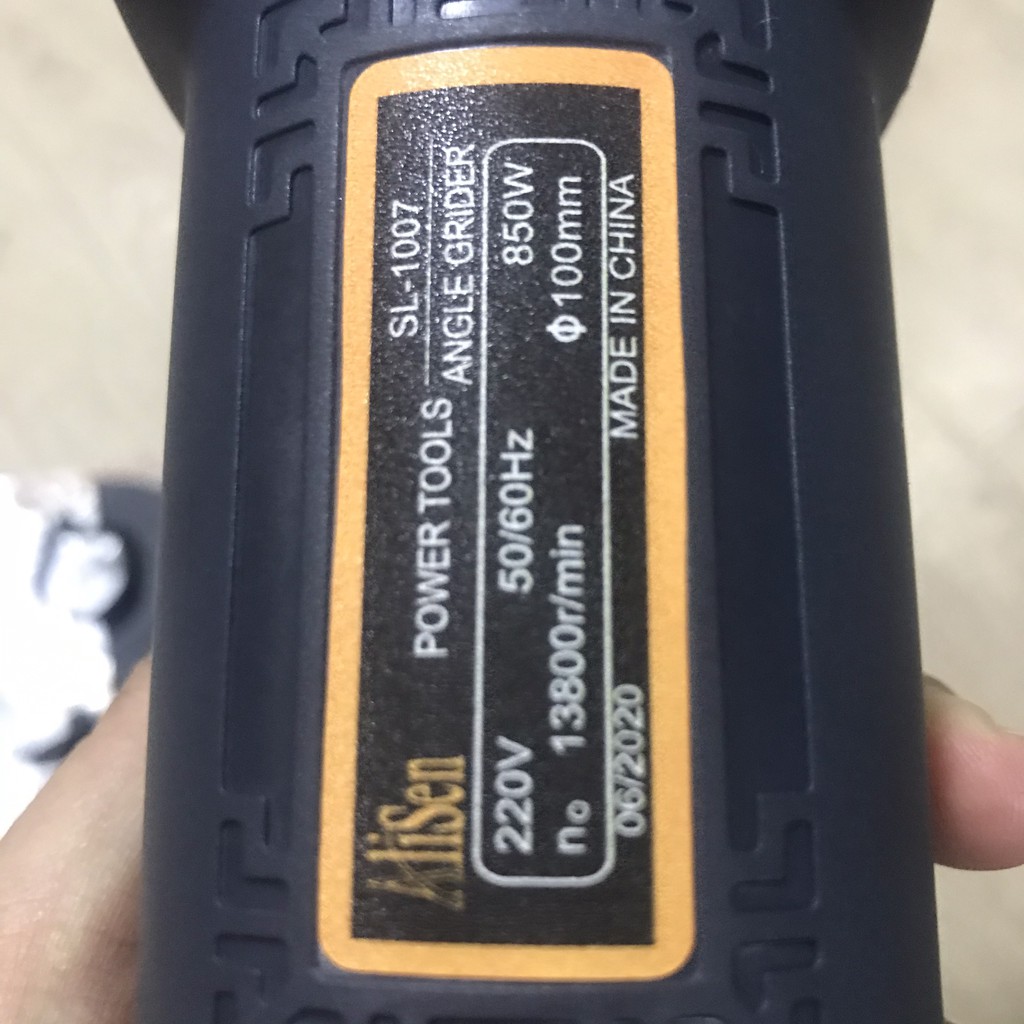 AliSen
POWER TOOLS
SL-1007
ANGLE GRIDER
220V 50/60Hz 850W
no 13800r/min Φ100mm
06/2020 MADE IN CHINA